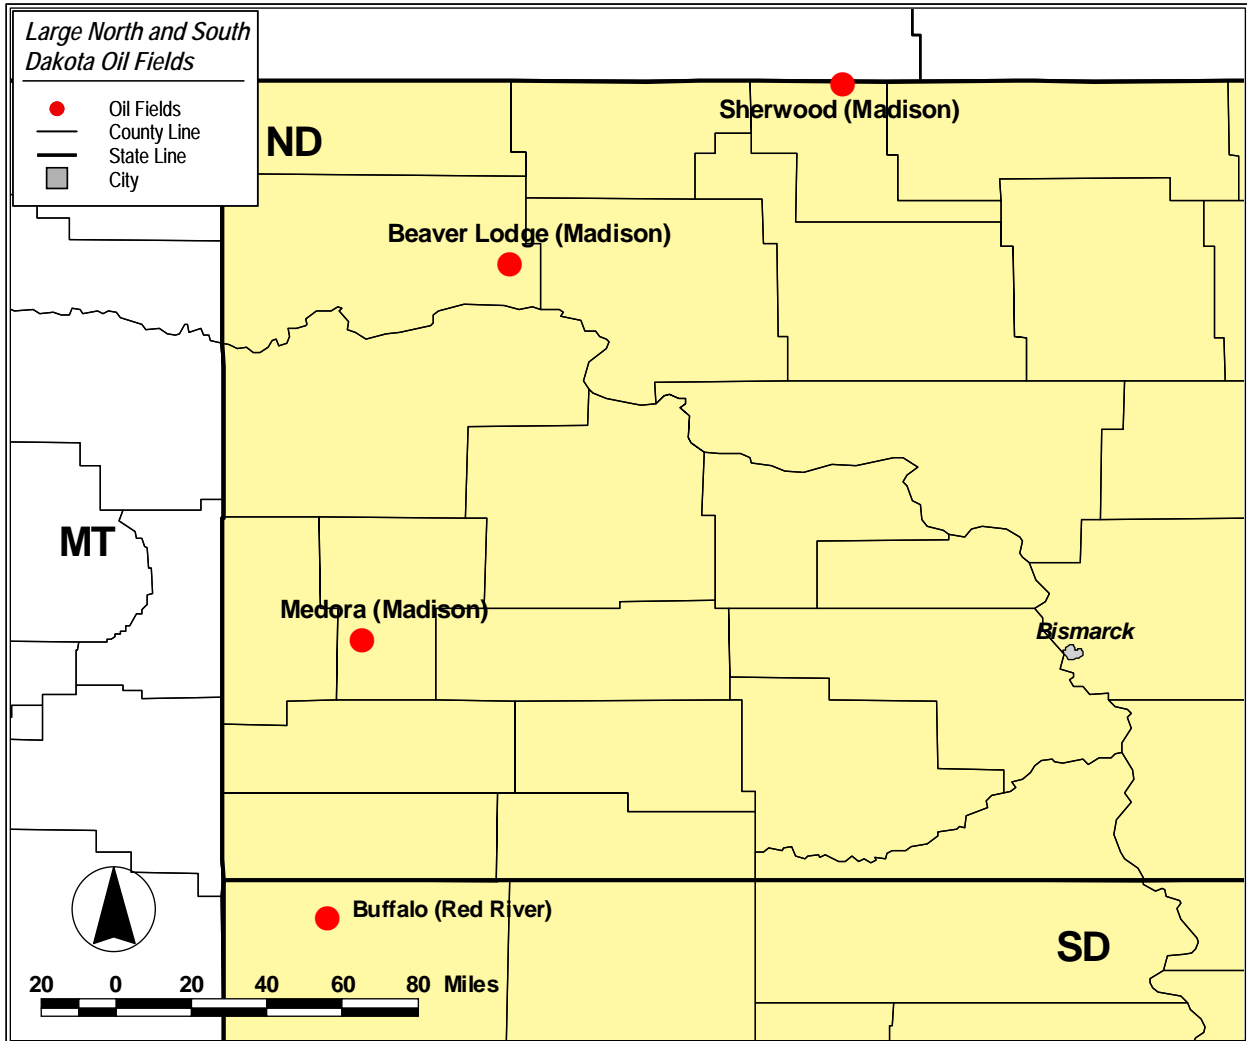 Large North and South
Dakota Oil Fields
Oil Fields
County Line
State Line
City
ND
Sherwood (Madison)
Beaver Lodge (Madison)
MT
Medora (Madison)
Bismarck
Buffalo (Red River)
SD
20 0 20 40 60 80 Miles